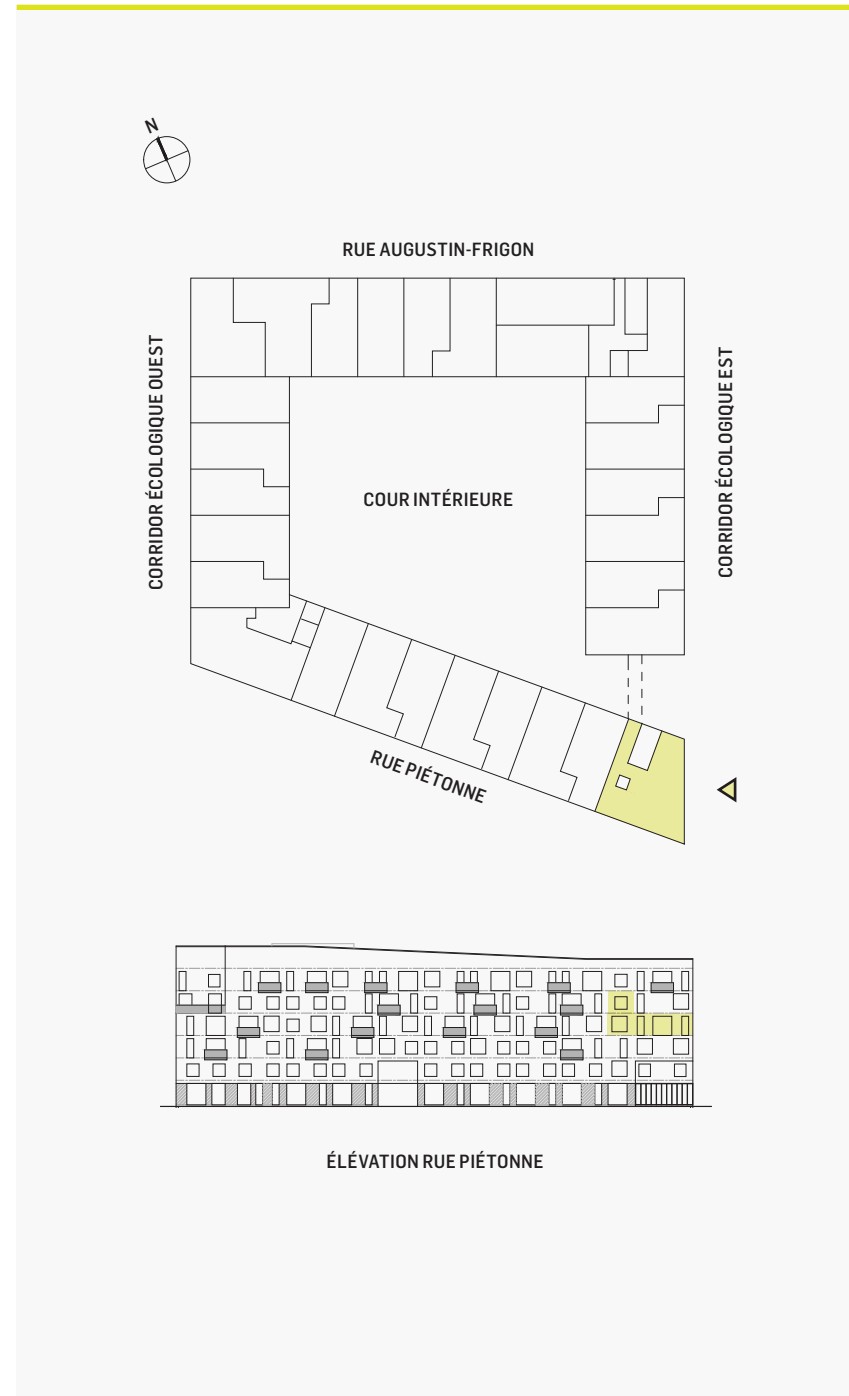 N
RUE AUGUSTIN-FRIGON
CORRIDOR ÉCOLOGIQUE OUEST
COUR INTÉRIEURE
CORRIDOR ÉCOLOGIQUE EST
RUE PIÉTONNE
ÉLÉVATION RUE PIÉTONNE